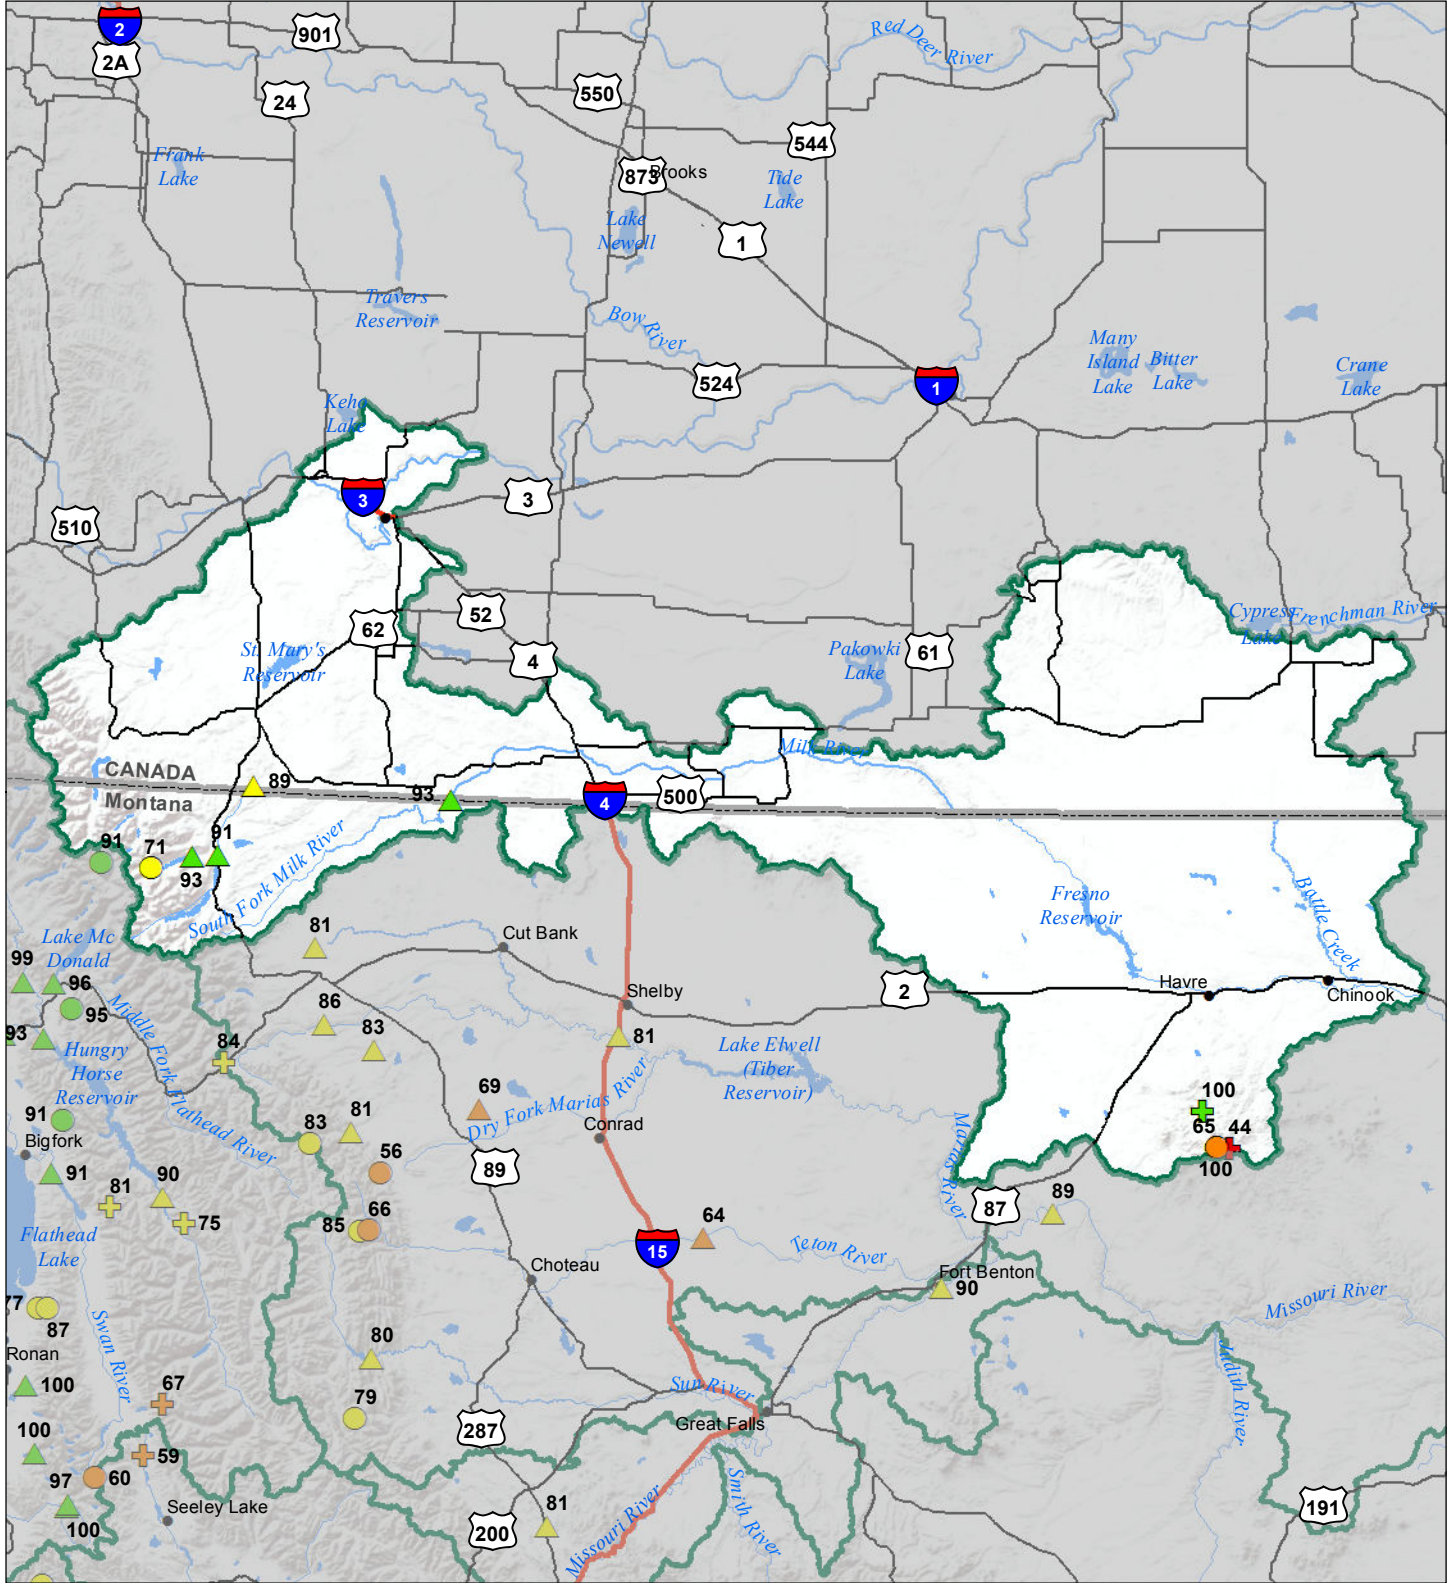 2
2A
901
24
550
544
Red Deer River
Frank
Lake
873
Brooks
Tide
Lake
Lake
Newell
1
Travers
Reservoir
Bow River
524
1
Many
Island
Lake
Bitter
Lake
Crane
Lake
Keho
Lake
3
3
510
62
52
4
St. Mary's
Reservoir
Pakowki
Lake
61
Cypress
Lake
Frenchman River
Milk River
CANADA
Montana
89
93
4
500
91
71
93
91
South Fork Milk River
Fresno
Reservoir
Battle Creek
Lake Mc
Donald
99
96
95
93
81
Cut Bank
Shelby
2
Havre
Chinook
Middle Fork Flathead River
86
83
84
81
Hungry
Horse
Reservoir
Lake Elwell
(Tiber
Reservoir)
69
Dry Fork Marias River
Conrad
Marias River
100
65
44
100
91
Bigfork
91
83
81
56
89
81
90
75
85
66
64
15
Teton River
87
89
Flathead
Lake
Choteau
Fort Benton
90
Missouri River
77
87
Swan River
Ronan
100
80
79
67
Sun River
Great Falls
287
Judith River
100
59
97
60
100
Seeley Lake
200
81
Missouri River
Smith River
191